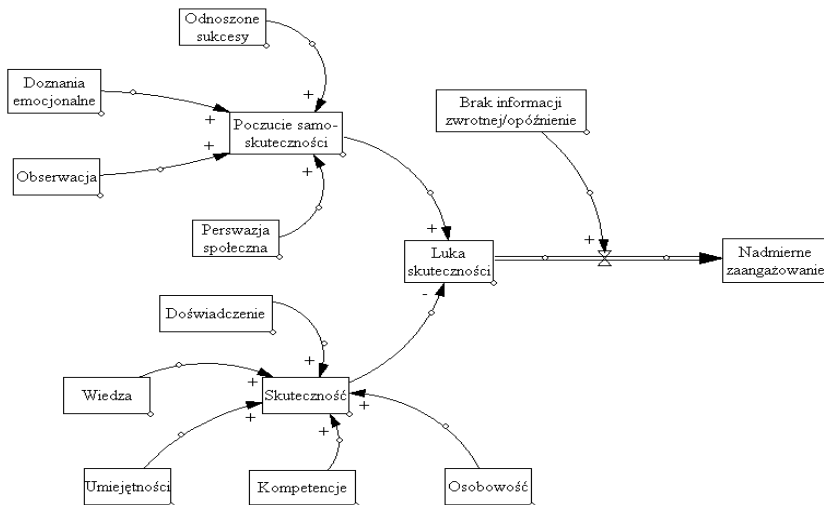 Odnoszone
sukcesy
+
Doznania
emocjonalne
+
Brak informacji
zwrotnej/opóźnienie
Poczucie samo-
skuteczności
+
Obserwacja
+
+
Perswazja
społeczna
+
+
Luka
skuteczności
Nadmierne
zaangażowanie
-
Doświadczenie
+
Wiedza
+
Skuteczność
+
+
+
Umiejętności
Kompetencje
Osobowość